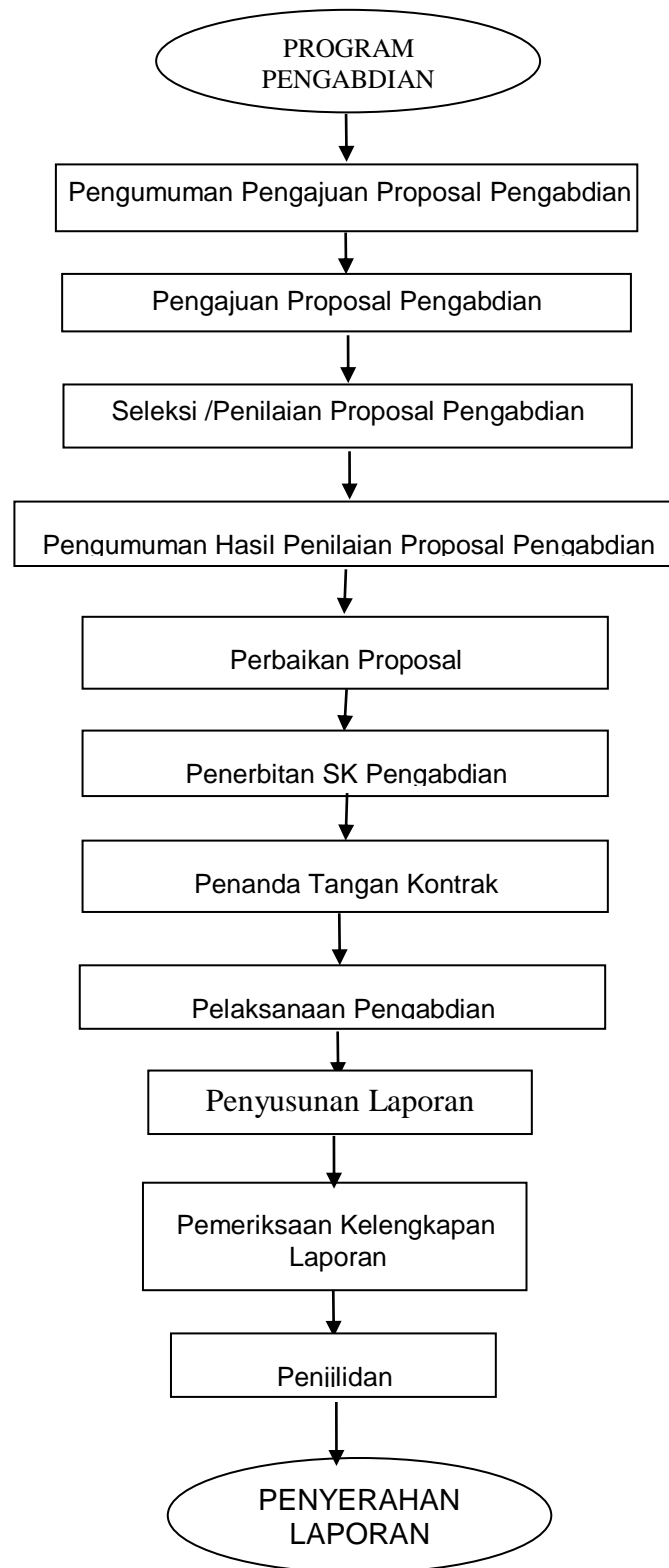 PROGRAM
PENGABDIAN
Pengumuman Pengajuan Proposal Pengabdian
Pengajuan Proposal Pengabdian
Seleksi /Penilaian Proposal Pengabdian
Pengumuman Hasil Penilaian Proposal Pengabdian
Perbaikan Proposal
Penerbitan SK Pengabdian
Penanda Tangan Kontrak
Pelaksanaan Pengabdian
Penyusunan Laporan
Pemeriksaan Kelengkapan
Laporan
Penjilidan
PENYERAHAN
LAPORAN